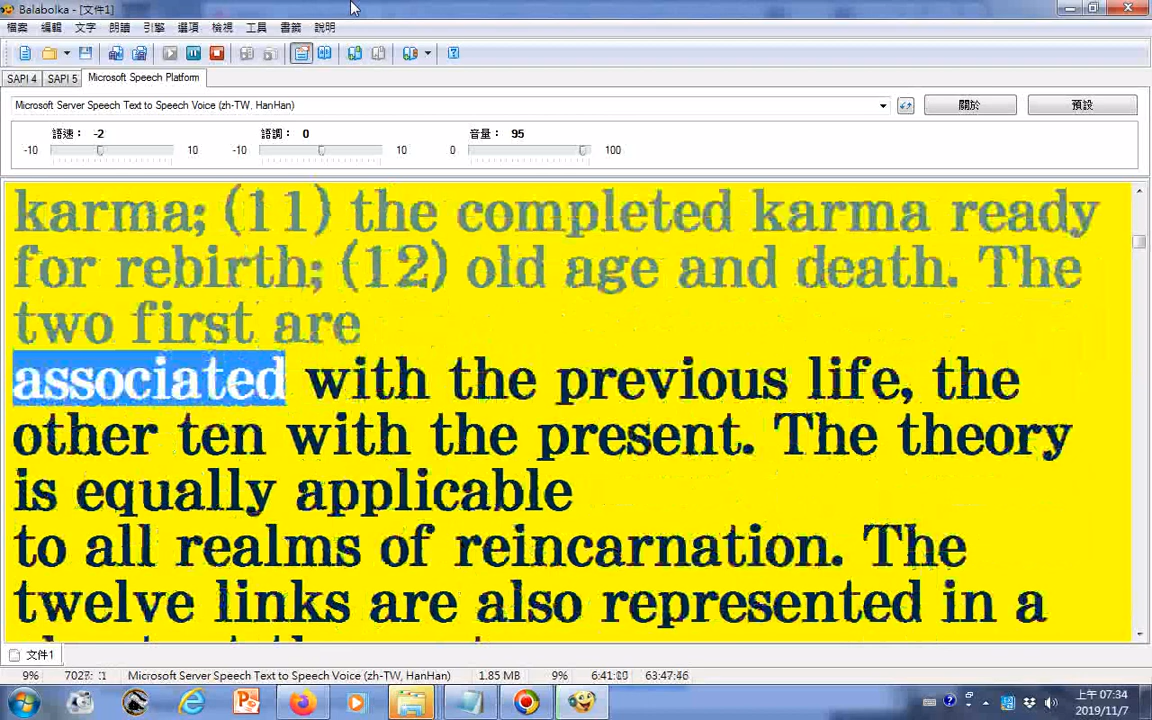 Balabolka - [文件1]
檔案 編輯 文字 朗讀 引擎 選項 檢視 工具 書籤 說明
SAPI 4 SAPI 5 Microsoft Speech Platform
Microsoft Server Speech Text to Speech Voice (zh-TW, HanHan) 關於 預設
語速： -2 語調： 0 音量： 95
-10 10 -10 10 0 100
karma; (11) the completed karma ready
for rebirth; (12) old age and death. The
two first are
associated with the previous life, the
other ten with the present. The theory
is equally applicable
to all realms of reincarnation. The
twelve links are also represented in a
文件1
9% Microsoft Server Speech Text to Speech Voice (zh-TW, HanHan) 1.85 MB 9% 63:47:46
上午 07:34
2019/11/7